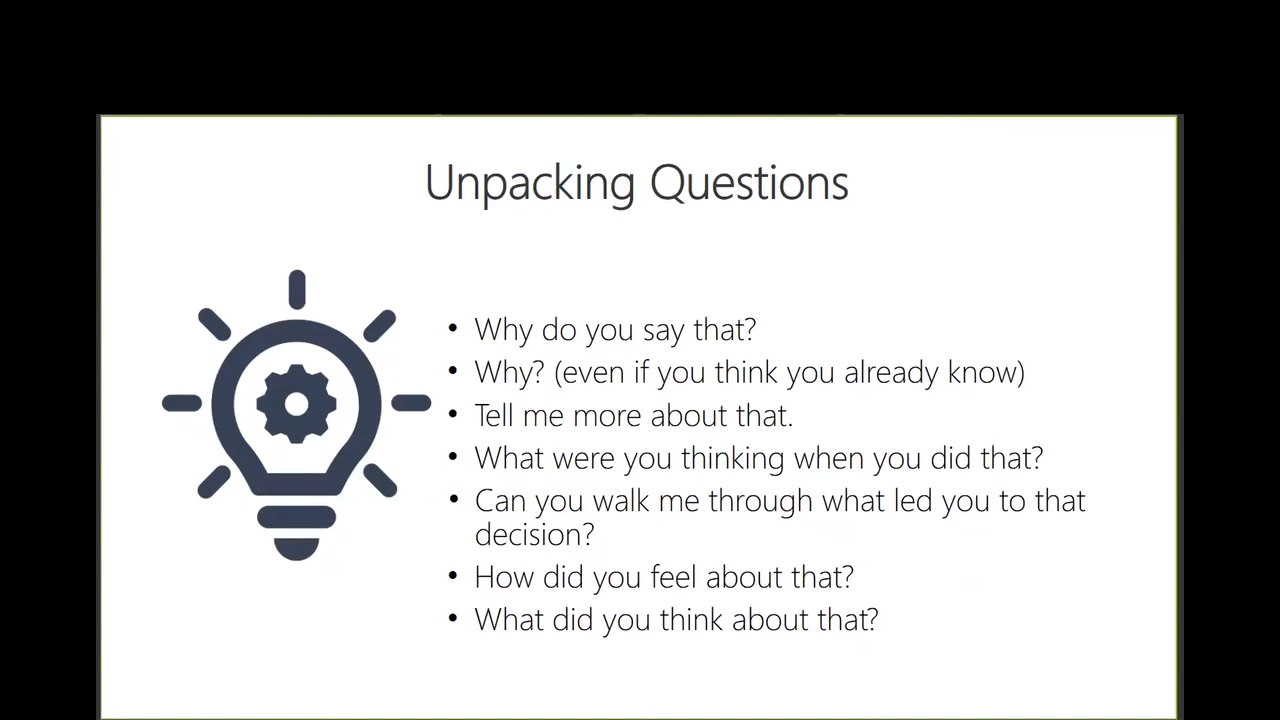 Unpacking Questions
• Why do you say that?
• Why? (even if you think you already know)
• Tell me more about that.
• What were you thinking when you did that?
• Can you walk me through what led you to that
decision?
• How did you feel about that?
• What did you think about that?